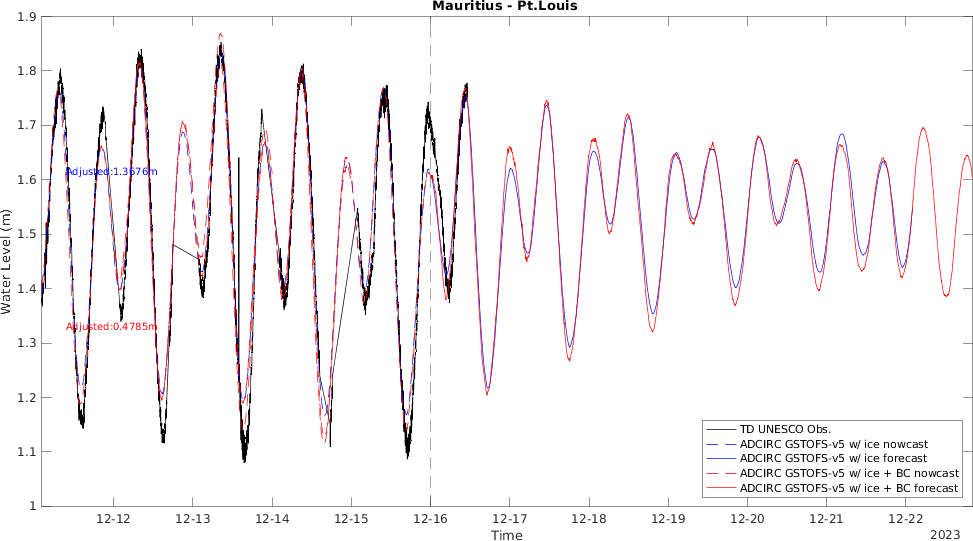 Mauritius - Pt.Louis
1.9
1.8
1.7
1.6
1.5
1.4
1.3
1.2
1.1
1
Water Level (m)
Adjusted:1.3676m
Adjusted:0.4785m
TD UNESCO Obs.
ADCIRC GSTOFS-v5 w/ ice nowcast
ADCIRC GSTOFS-v5 w/ ice forecast
ADCIRC GSTOFS-v5 w/ ice + BC nowcast
ADCIRC GSTOFS-v5 w/ ice + BC forecast
12-12 12-13 12-14 12-15 12-16 12-17 12-18 12-19 12-20 12-21 12-22
Time
2023